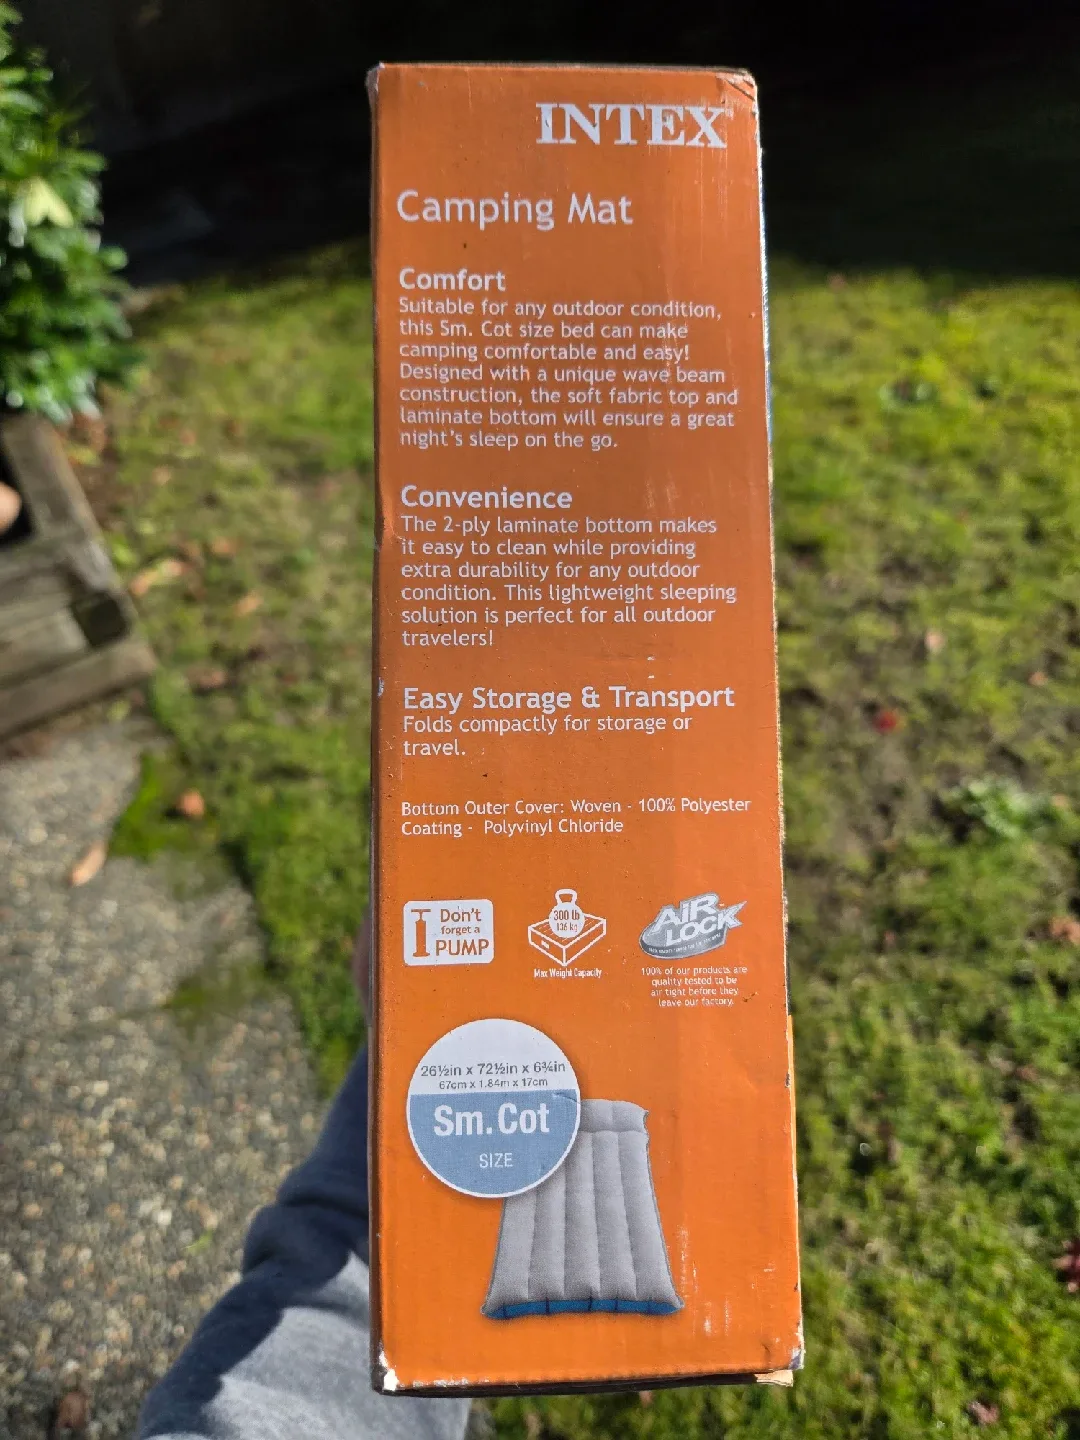 INTEX
Camping Mat
Comfort
Suitable for any outdoor condition,
this Sm. Cot size bed can make
camping comfortable and easy!
Designed with a unique wave beam
construction, the soft fabric top and
laminate bottom will ensure a great
night's sleep on the go.
Convenience
The 2-ply laminate bottom makes
it easy to clean while providing
extra durability for any outdoor
condition. This lightweight sleeping
solution is perfect for all outdoor
travelers!
Easy Storage & Transport
Folds compactly for storage or
travel.
Bottom Outer Cover: Woven - 100% Polyester
Coating - Polyvinyl Chloride
Don't
forget a
PUMP
300 lb
136 kg
Max Weight Capacity
AIR
LOCK
100% of our products are
quality tested to be
air tight before they
leave our factory.
26½in x 72½in x 6¾in
67cm x 1.84m x 17cm
Sm. Cot
SIZE